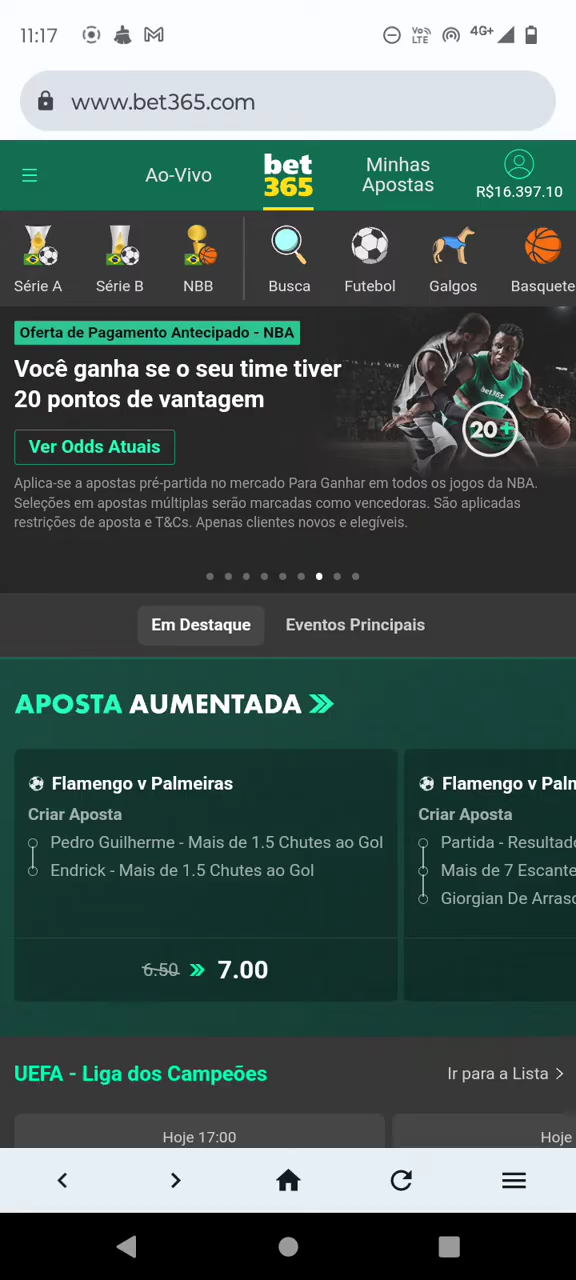 11:17
Vo)) LTE
4G+
www.bet365.com
Ao-Vivo
bet365
Minhas Apostas
R$16.397.10
Série A
Série B
NBB
Busca
Futebol
Galgos
Basquete
Oferta de Pagamento Antecipado - NBA
Você ganha se o seu time tiver
20 pontos de vantagem
bet365
20+
Ver Odds Atuais
Aplica-se a apostas pré-partida no mercado Para Ganhar em todos os jogos da NBA.
Seleções em apostas múltiplas serão marcadas como vencedoras. São aplicadas
restrições de aposta e T&Cs. Apenas clientes novos e elegíveis.
Em Destaque
Eventos Principais
APOSTA AUMENTADA
Flamengo v Palmeiras
Criar Aposta
Pedro Guilherme - Mais de 1.5 Chutes ao Gol
Endrick - Mais de 1.5 Chutes ao Gol
6.50 7.00
Flamengo v Palm
Criar Aposta
Partida - Resultado
Mais de 7 Escante
Giorgian De Arrasc
UEFA - Liga dos Campeões
Ir para a Lista
Hoje 17:00
Hoje